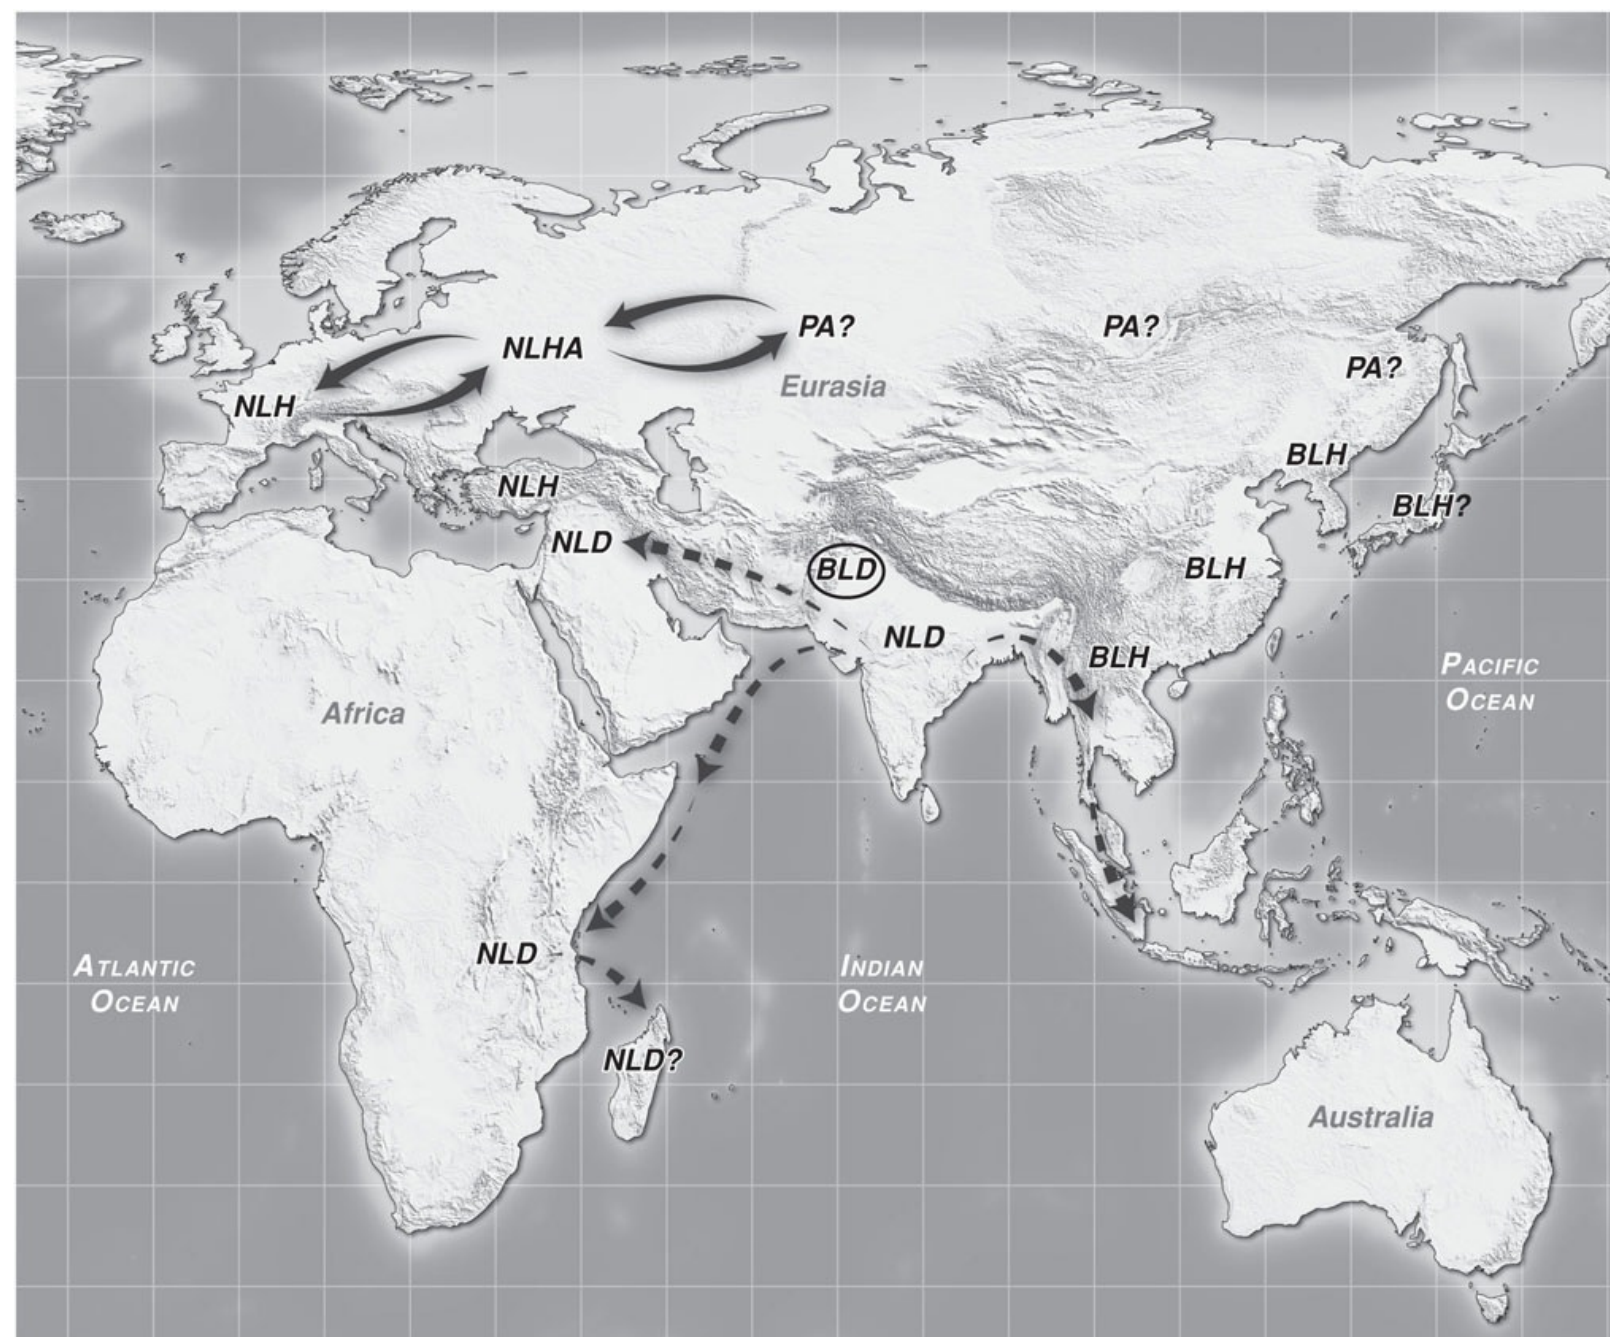 PA?
PA?
NLHA
PA?
Eurasia
NLH
BLH
NLH
BLH?
NLD
BLD
BLH
NLD
BLH
PACIFIC
OCEAN
Africa
NLD
ATLANTIC
OCEAN
INDIAN
OCEAN
NLD?
Australia